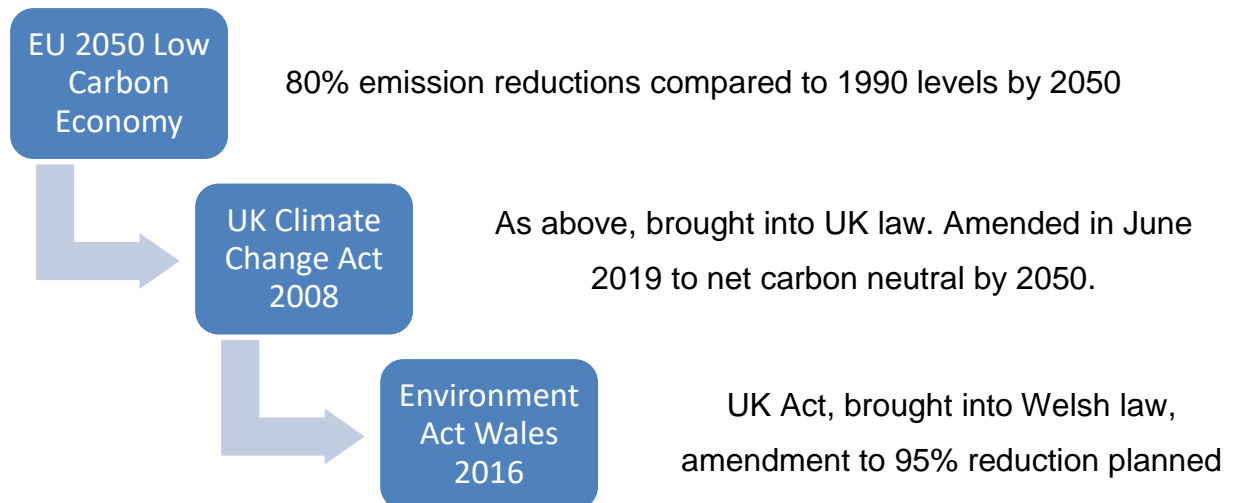 EU 2050 Low
Carbon
Economy
80% emission reductions compared to 1990 levels by 2050
UK Climate
Change Act
2008
As above, brought into UK law. Amended in June
2019 to net carbon neutral by 2050.
Environment
Act Wales
2016
UK Act, brought into Welsh law,
amendment to 95% reduction planned